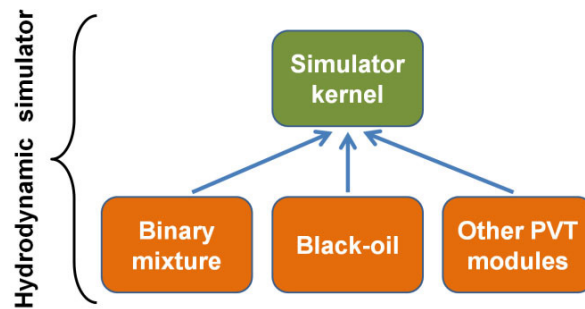 Hydrodynamic simulator
Simulator
kernel
Binary
mixture
Black-oil
Other PVT
modules